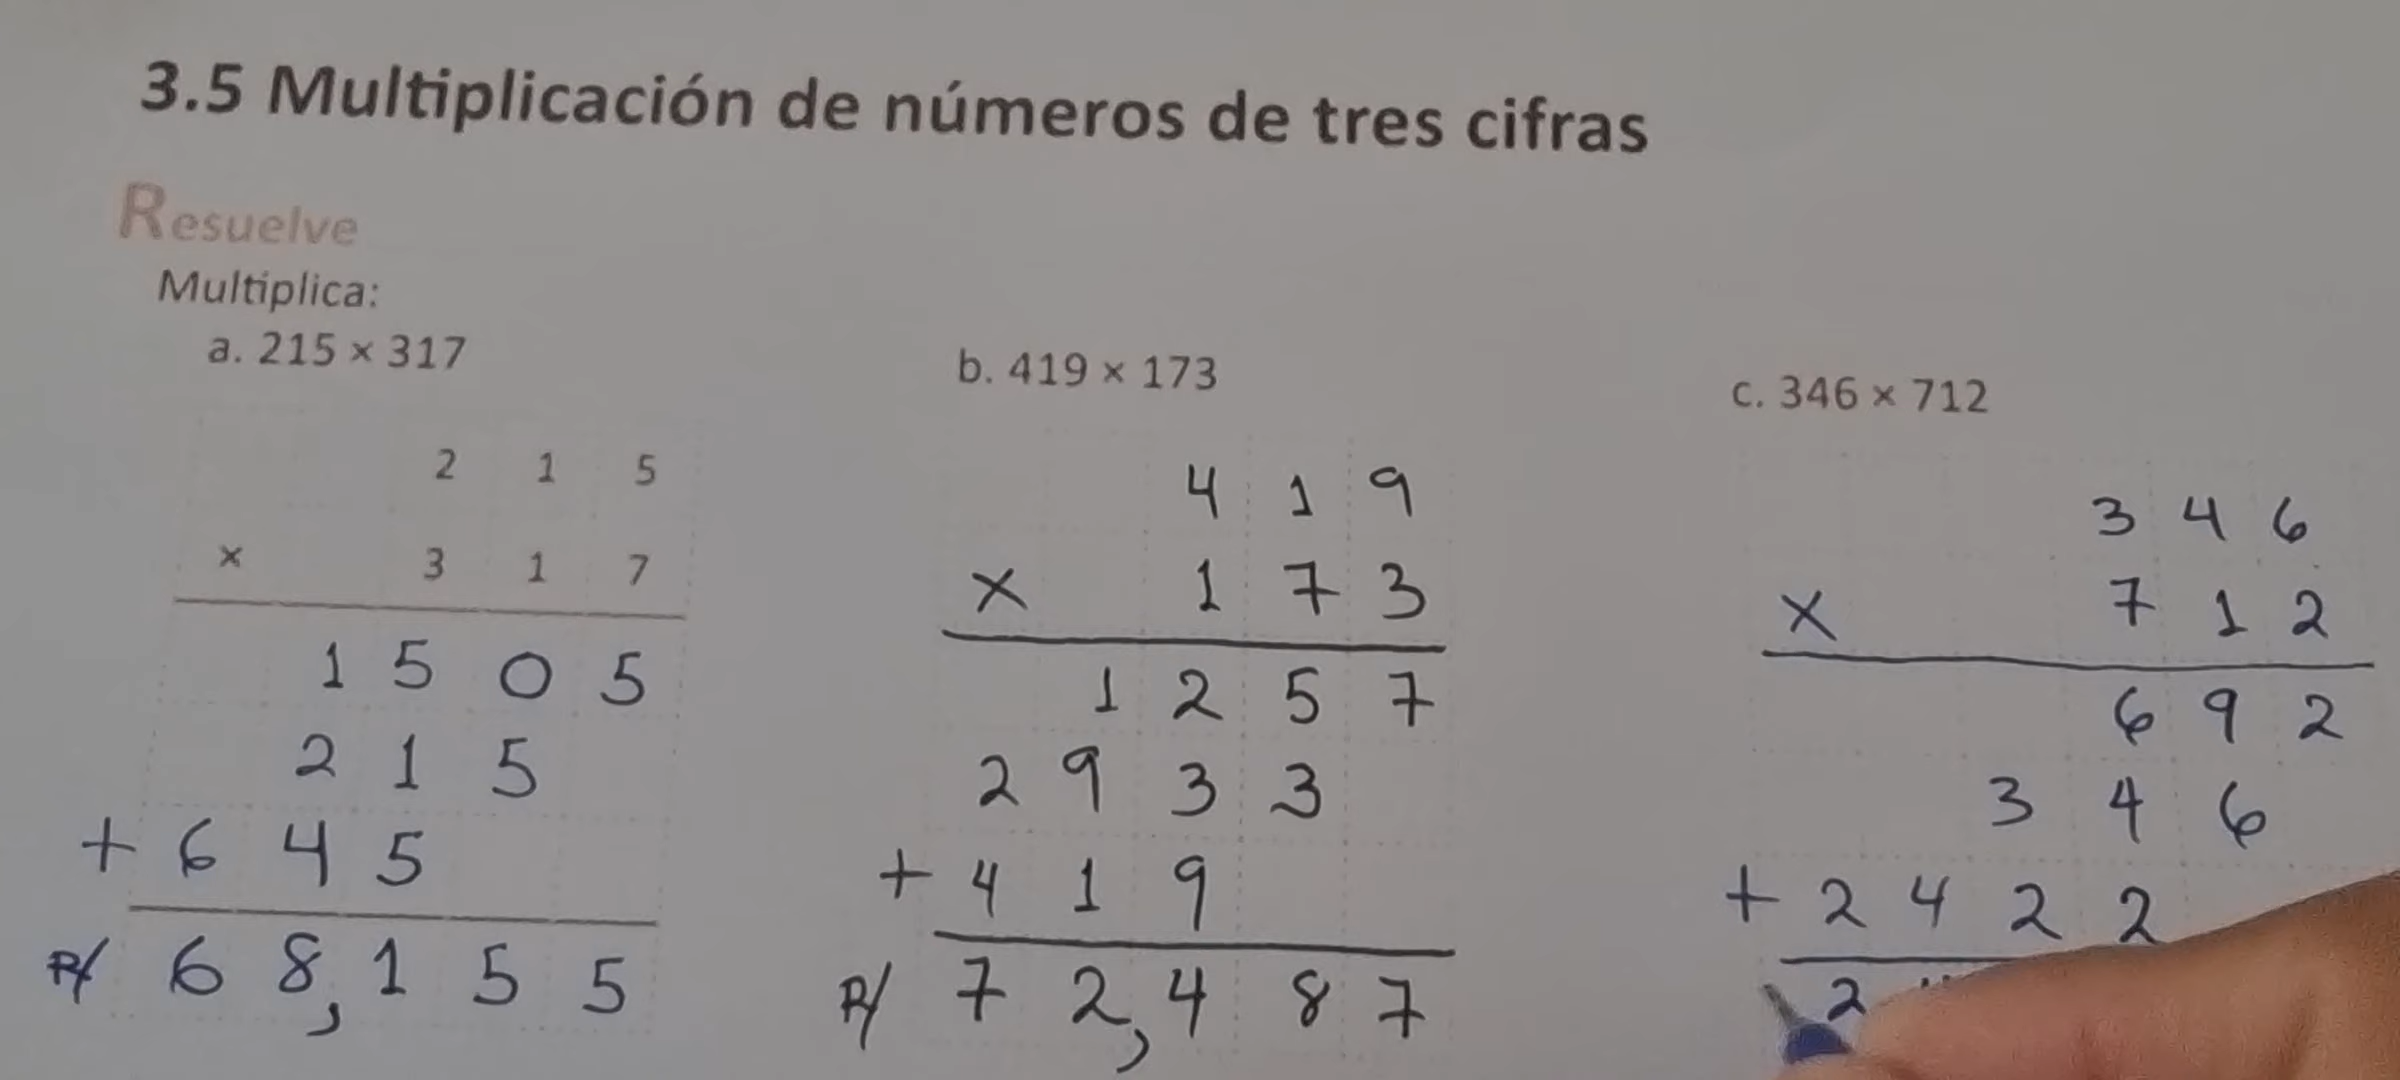 3.5 Multiplicación de números de tres cifras
Resuelve
Multiplica:
a. 215 × 317
2 1 5
× 3 1 7
1 5 0 5
2 1 5
+ 6 4 5
R/ 6 8,1 5 5
b. 419 × 173
4 1 9
× 1 7 3
1 2 5 7
2 9 3 3
+ 4 1 9
R/ 7 2,4 8 7
c. 346 × 712
3 4 6
× 7 1 2
6 9 2
3 4 6
+ 2 4 2 2
2